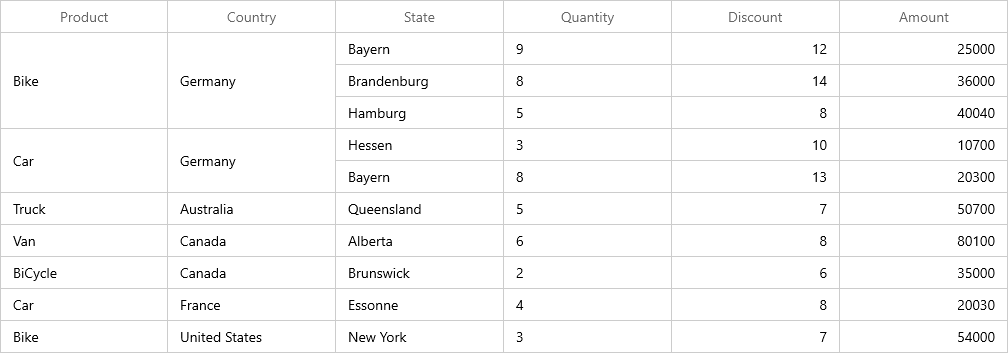 Product Country State Quantity Discount Amount
Bike Germany Bayern 9 12 25000
Brandenburg 8 14 36000
Hamburg 5 8 40040
Car Germany Hessen 3 10 10700
Bayern 8 13 20300
Truck Australia Queensland 5 7 50700
Van Canada Alberta 6 8 80100
BiCycle Canada Brunswick 2 6 35000
Car France Essonne 4 8 20030
Bike United States New York 3 7 54000